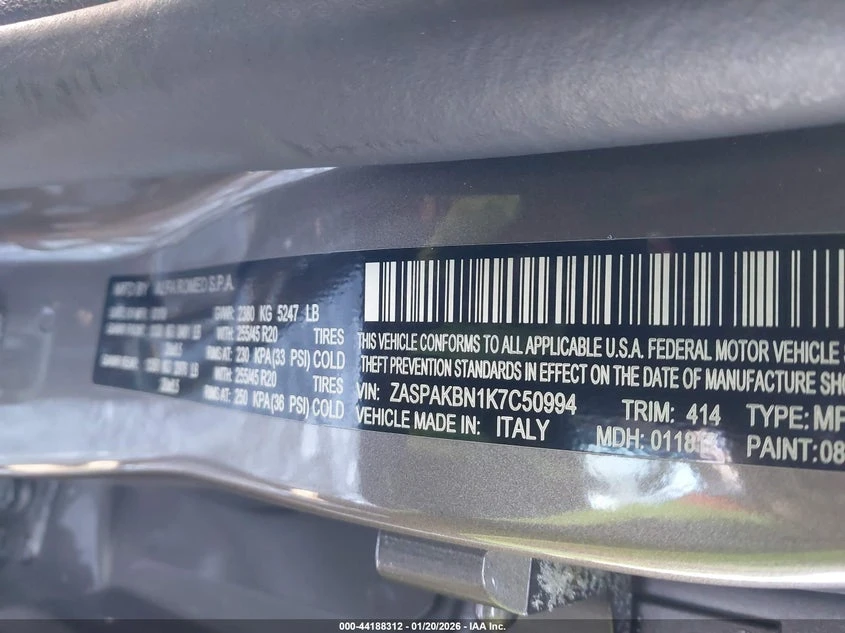 MFD BY ALFA ROMEO S.P.A.
GVWR: 2380 KG 5247 LB
WITH: 255/45 R20 TIRES
RIMS AT: 230 KPA (33 PSI) COLD
WITH: 255/45 R20 TIRES
RIMS AT: 250 KPA (36 PSI) COLD
THIS VEHICLE CONFORMS TO ALL APPLICABLE U.S.A. FEDERAL MOTOR VEHICLE
THEFT PREVENTION STANDARDS IN EFFECT ON THE DATE OF MANUFACTURE SHO
VIN: ZASPAKBN1K7C50994 TRIM: 414 TYPE: MP
VEHICLE MADE IN: ITALY MDH: 0118 PAINT: 08
000-44188312 / 01/20/2026 - IAA Inc.